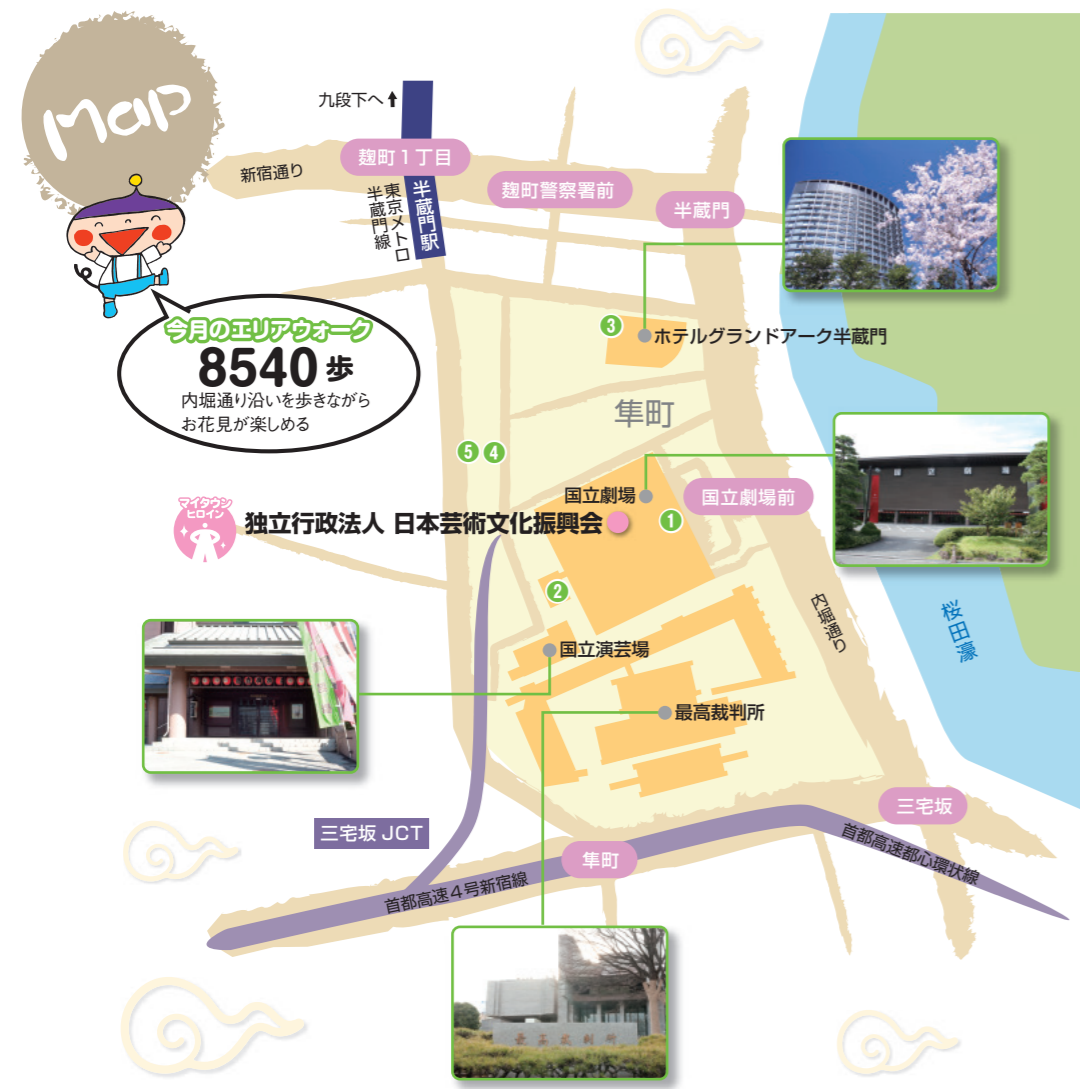 Map
九段下へ↑
麹町1丁目
新宿通り
麹町警察署前
半蔵門
半蔵門駅
東京メトロ
半蔵門線
今月のエリアウォーク
8540歩
内堀通り沿いを歩きながら
お花見が楽しめる
3
ホテルグランドアーク半蔵門
隼町
5 4
国立劇場
国立劇場前
1
マイタウン
ヒロイン
独立行政法人 日本芸術文化振興会
2
内堀通り
桜田濠
国立演芸場
最高裁判所
三宅坂
三宅坂 JCT
隼町
首都高速都心環状線
首都高速4号新宿線
最高裁判所